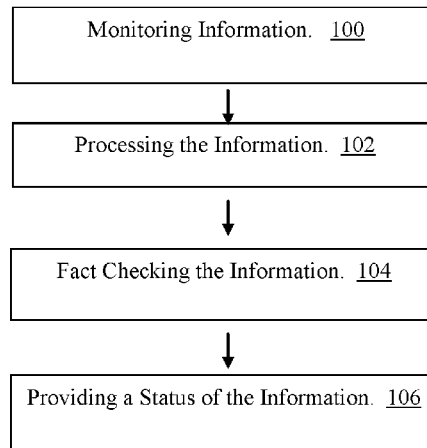 Monitoring Information. 100
Processing the Information. 102
Fact Checking the Information. 104
Providing a Status of the Information. 106